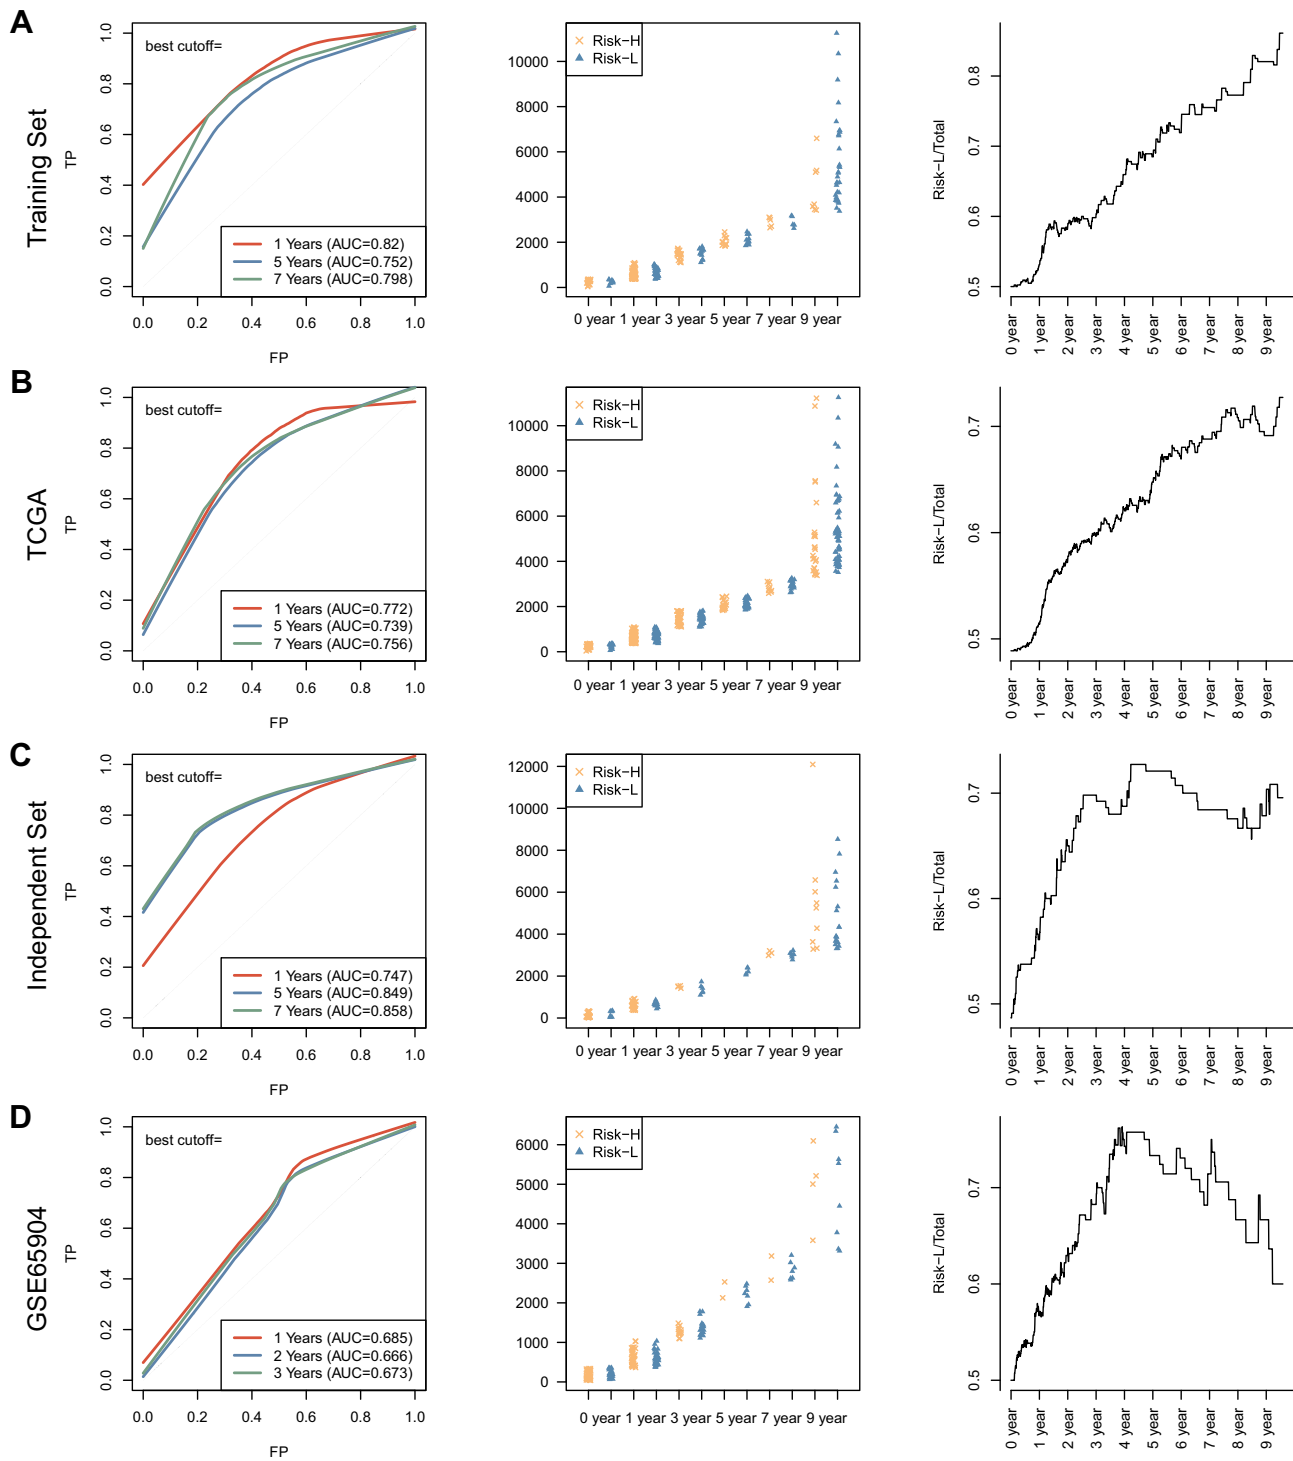 A
Training Set
TP
1.0
0.8
0.6
0.4
0.2
0.0
best cutoff=
1 Years (AUC=0.82)
5 Years (AUC=0.752)
7 Years (AUC=0.798)
0.0 0.2 0.4 0.6 0.8 1.0
FP
Risk−H
Risk−L
10000
8000
6000
4000
2000
0
0 year 1 year 3 year 5 year 7 year 9 year
Risk−L/Total
0.8
0.7
0.6
0.5
0 year 1 year 2 year 3 year 4 year 5 year 6 year 7 year 8 year 9 year
B
TCGA
TP
1.0
0.8
0.6
0.4
0.2
0.0
best cutoff=
1 Years (AUC=0.772)
5 Years (AUC=0.739)
7 Years (AUC=0.756)
0.0 0.2 0.4 0.6 0.8 1.0
FP
Risk−H
Risk−L
10000
8000
6000
4000
2000
0
0 year 1 year 3 year 5 year 7 year 9 year
Risk−L/Total
0.7
0.6
0.5
0 year 1 year 2 year 3 year 4 year 5 year 6 year 7 year 8 year 9 year
C
Independent Set
TP
1.0
0.8
0.6
0.4
0.2
0.0
best cutoff=
1 Years (AUC=0.747)
5 Years (AUC=0.849)
7 Years (AUC=0.858)
0.0 0.2 0.4 0.6 0.8 1.0
FP
Risk−H
Risk−L
12000
10000
8000
6000
4000
2000
0
0 year 1 year 3 year 5 year 7 year 9 year
Risk−L/Total
0.7
0.6
0.5
0 year 1 year 2 year 3 year 4 year 5 year 6 year 7 year 8 year 9 year
D
GSE65904
TP
1.0
0.8
0.6
0.4
0.2
0.0
best cutoff=
1 Years (AUC=0.685)
2 Years (AUC=0.666)
3 Years (AUC=0.673)
0.0 0.2 0.4 0.6 0.8 1.0
FP
Risk−H
Risk−L
6000
5000
4000
3000
2000
1000
0
0 year 1 year 3 year 5 year 7 year 9 year
Risk−L/Total
0.7
0.6
0.5
0 year 1 year 2 year 3 year 4 year 5 year 6 year 7 year 8 year 9 year